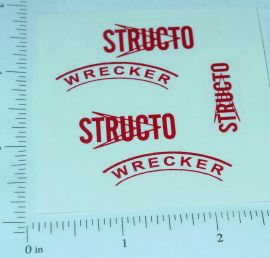 STRUCTO
WRECKER
STRUCTO
STRUCTO
WRECKER
0 in 1 2